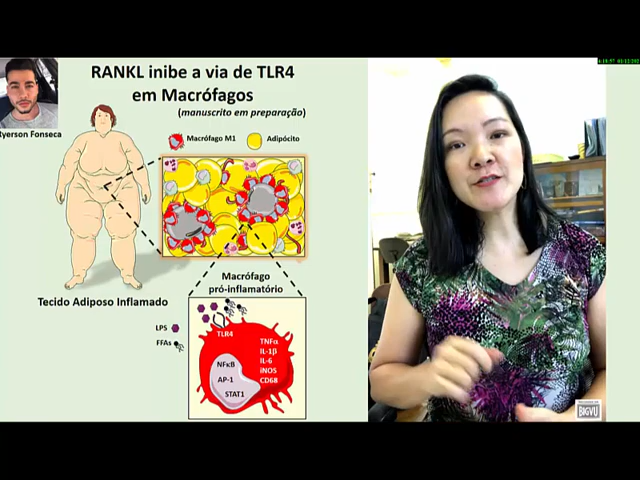 RANKL inibe a via de TLR4
em Macrófagos
(manuscrito em preparação)
Ryerson Fonseca
Macrófago M1
Adipócito
Tecido Adiposo Inflamado
Macrófago
pró-inflamatório
LPS
FFAs
TLR4
TNFα
IL-1β
IL-6
iNOS
CD68
NFκB
AP-1
STAT1
BIGVU